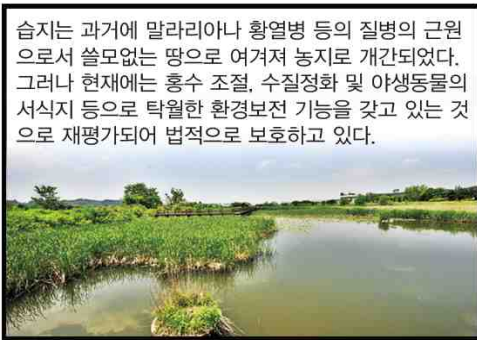 습지는 과거에 말라리아나 황열병 등의 질병의 근원
으로서 쓸모없는 땅으로 여겨져 농지로 개간되었다.
그러나 현재에는 홍수 조절, 수질정화 및 야생동물의
서식지 등으로 탁월한 환경보전 기능을 갖고 있는 것
으로 재평가되어 법적으로 보호하고 있다.